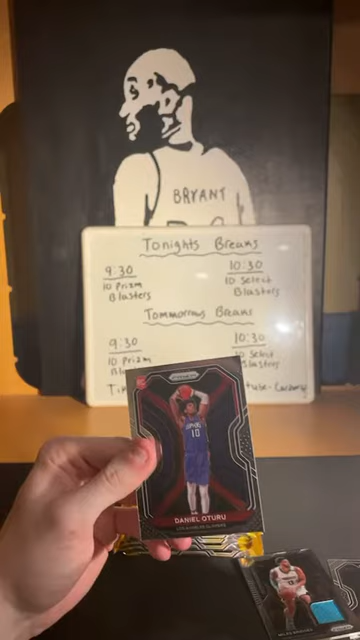 BRYANT
Tonights Breaks
9:30
10:30
10 Prizm
Blasters
10 Select
Blasters
Tommorrows Breaks
9:30
10:30
10 Prizm
10 Select
PRIZM
10
DANIEL OTURU
LOS ANGELES CLIPPERS